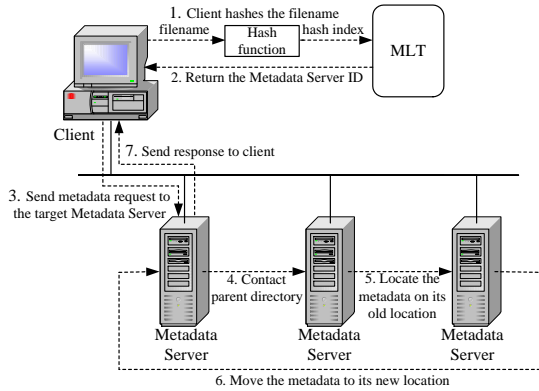 1. Client hashes the filename
filename
Hash
function
hash index
MLT
2. Return the Metadata Server ID
Client
7. Send response to client
3. Send metadata request to
the target Metadata Server
4. Contact
parent directory
5. Locate the
metadata on its
old location
Metadata
Server
Metadata
Server
Metadata
Server
6. Move the metadata to its new location